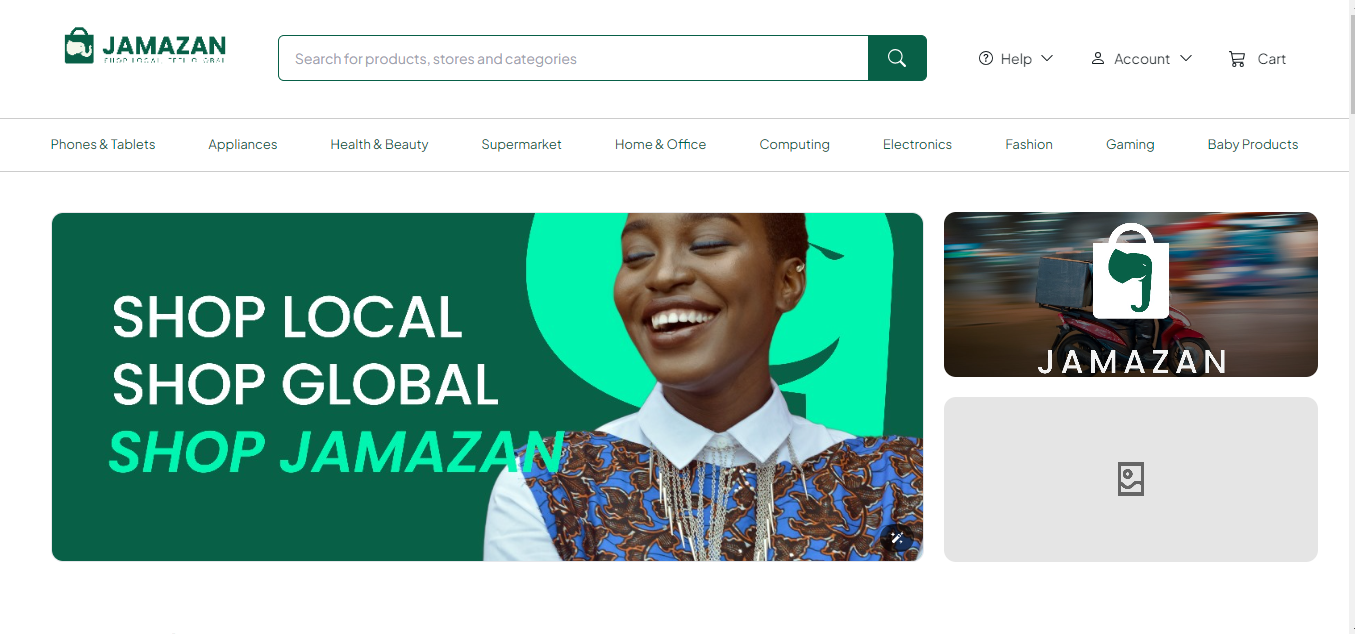 JAMAZAN
SHOP LOCAL, FEEL GLOBAL
Search for products, stores and categories
Help
Account
Cart
Phones & Tablets
Appliances
Health & Beauty
Supermarket
Home & Office
Computing
Electronics
Fashion
Gaming
Baby Products
SHOP LOCAL
SHOP GLOBAL
SHOP JAMAZAN
JAMAZAN